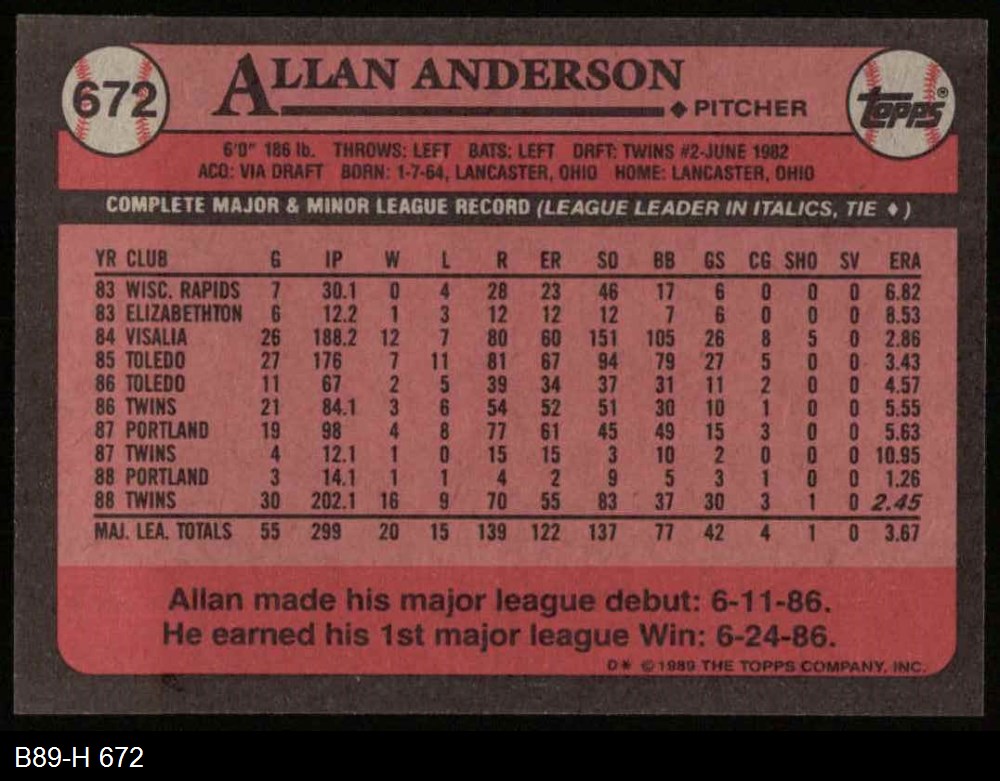 672 ALLAN ANDERSON
◆ PITCHER
TOPPS®
6'0" 186 lb. THROWS: LEFT BATS: LEFT DRFT: TWINS #2-JUNE 1982
ACQ: VIA DRAFT BORN: 1-7-64, LANCASTER, OHIO HOME: LANCASTER, OHIO
COMPLETE MAJOR & MINOR LEAGUE RECORD (LEAGUE LEADER IN ITALICS, TIE ♦)
YR CLUB G IP W L R ER SO BB GS CG SHO SV ERA
83 WISC. RAPIDS 7 30.1 0 4 28 23 46 17 6 0 0 0 6.82
83 ELIZABETHTON 6 12.2 1 3 12 12 12 7 6 0 0 0 8.53
84 VISALIA 26 188.2 12 7 80 60 151 105 26 8 5 0 2.86
85 TOLEDO 27 176 7 11 81 67 94 79 27 5 0 0 3.43
86 TOLEDO 11 67 2 5 39 34 37 31 11 2 0 0 4.57
86 TWINS 21 84.1 3 6 54 52 51 30 10 1 0 0 5.55
87 PORTLAND 19 98 4 8 77 61 45 49 15 3 0 0 5.63
87 TWINS 4 12.1 1 0 15 15 3 10 2 0 0 0 10.95
88 PORTLAND 3 14.1 1 1 4 2 9 5 3 1 0 0 1.26
88 TWINS 30 202.1 16 9 70 55 83 37 30 3 1 0 2.45
MAJ. LEA. TOTALS 55 299 20 15 139 122 137 77 42 4 1 0 3.67
Allan made his major league debut: 6-11-86.
He earned his 1st major league Win: 6-24-86.
D* © 1989 THE TOPPS COMPANY, INC.
B89-H 672